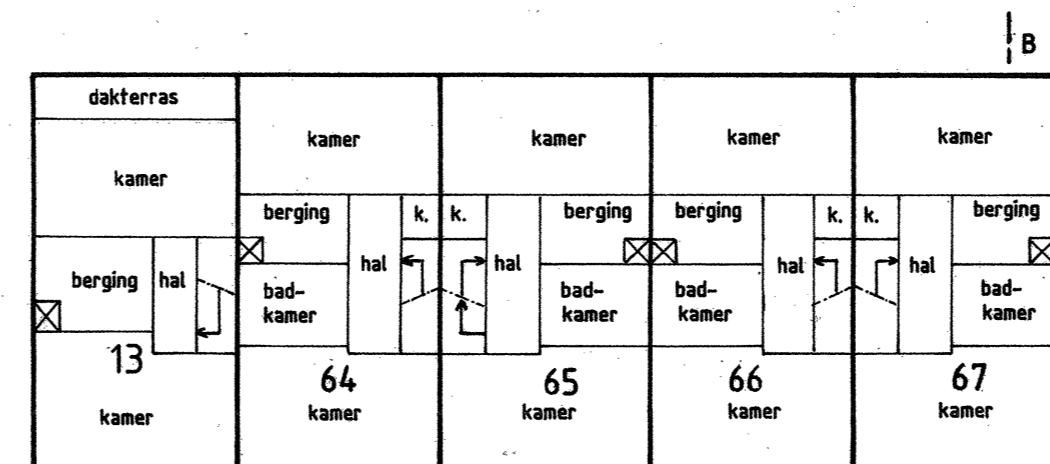 B
dakterras
kamer
kamer
kamer
kamer
kamer
berging
k.
k.
berging
berging
k.
k.
berging
berging
hal
hal
hal
hal
hal
bad-
kamer
bad-
kamer
bad-
kamer
bad-
kamer
13
64
65
66
67
kamer
kamer
kamer
kamer
kamer